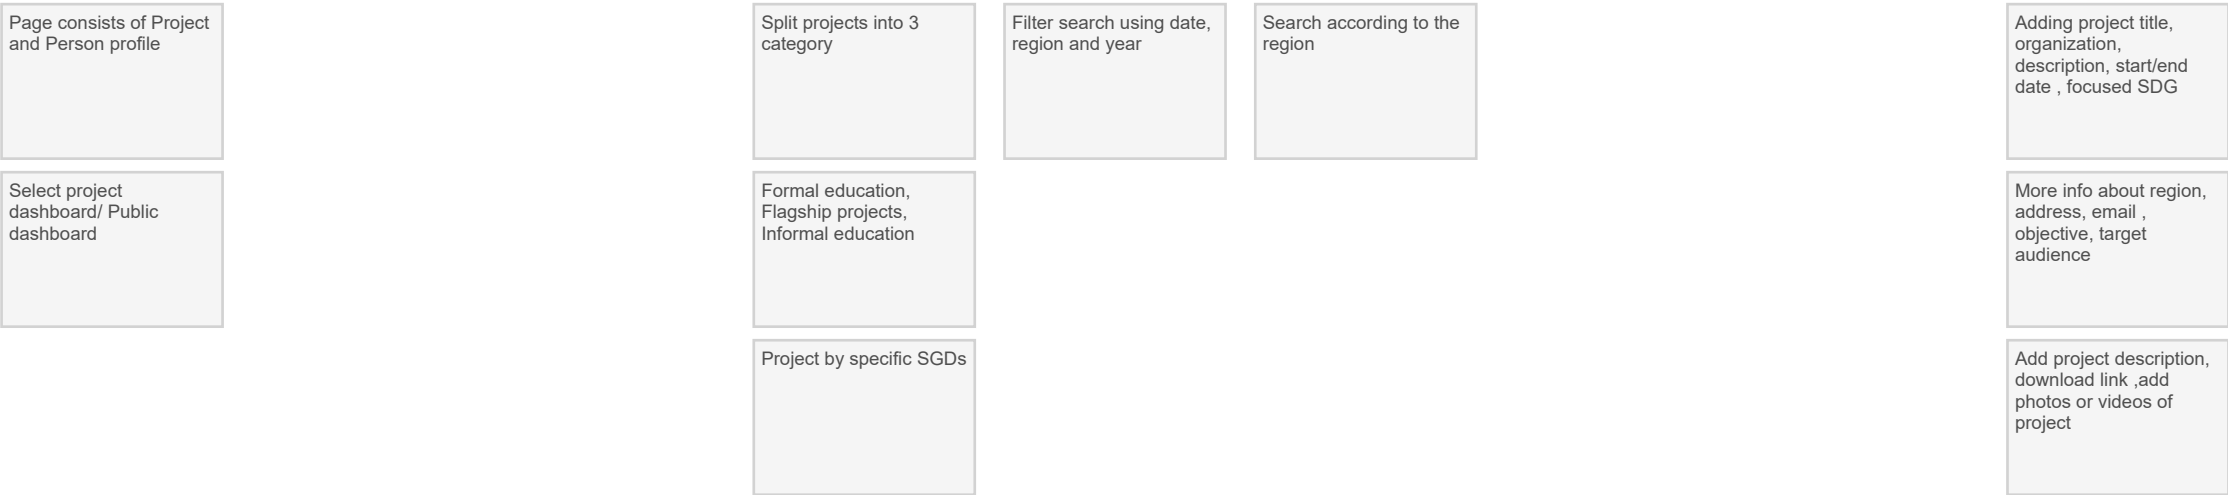 Page consists of Project
and Person profile
Split projects into 3
category
Filter search using date,
region and year
Search according to the
region
Adding project title,
organization,
description, start/end
date , focused SDG
Select project
dashboard/ Public
dashboard
Formal education,
Flagship projects,
Informal education
More info about region,
address, email ,
objective, target
audience
Project by specific SGDs
Add project description,
download link ,add
photos or videos of
project